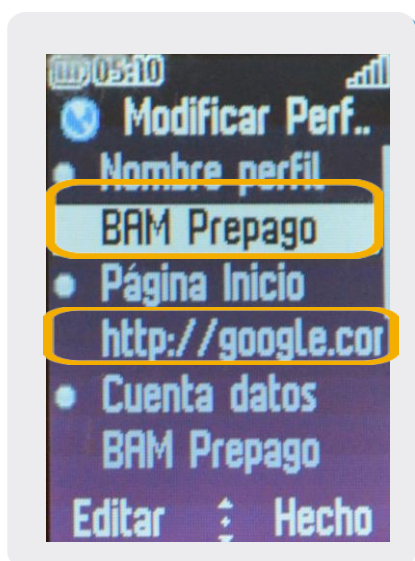 05:10
Modificar Perf..
Nombre perfil
BAM Prepago
Página Inicio
http://google.cor
Cuenta datos
BAM Prepago
Editar Hecho